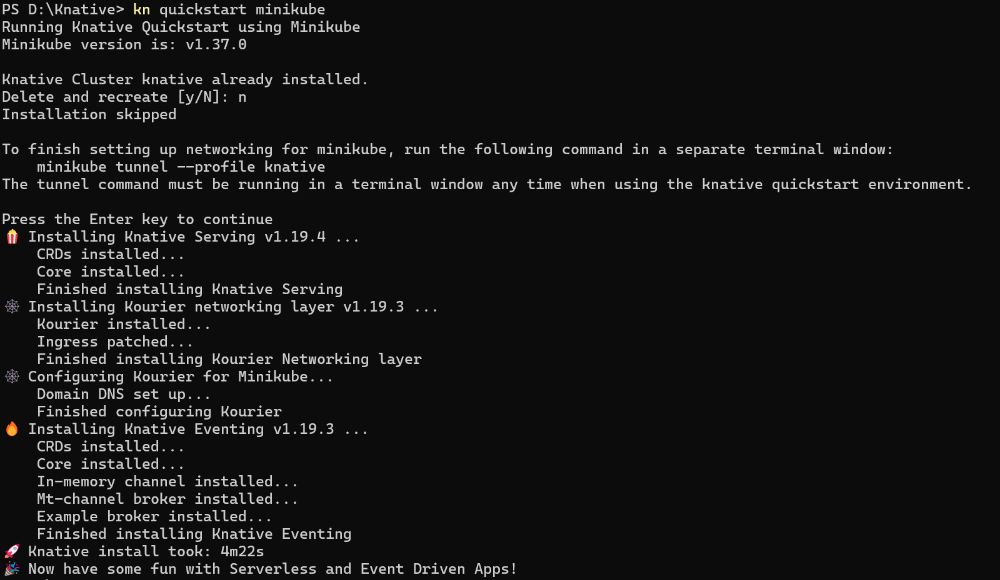 PS D:\Knative> kn quickstart minikube
Running Knative Quickstart using Minikube
Minikube version is: v1.37.0
Knative Cluster knative already installed.
Delete and recreate [y/N]: n
Installation skipped
To finish setting up networking for minikube, run the following command in a separate terminal window:
    minikube tunnel --profile knative
The tunnel command must be running in a terminal window any time when using the knative quickstart environment.
Press the Enter key to continue
🍿 Installing Knative Serving v1.19.4 ...
    CRDs installed...
    Core installed...
    Finished installing Knative Serving
🕸 Installing Kourier networking layer v1.19.3 ...
    Kourier installed...
    Ingress patched...
    Finished installing Kourier Networking layer
🕸 Configuring Kourier for Minikube...
    Domain DNS set up...
    Finished configuring Kourier
🔥 Installing Knative Eventing v1.19.3 ...
    CRDs installed...
    Core installed...
    In-memory channel installed...
    Mt-channel broker installed...
    Example broker installed...
    Finished installing Knative Eventing
🚀 Knative install took: 4m22s
🎉 Now have some fun with Serverless and Event Driven Apps!